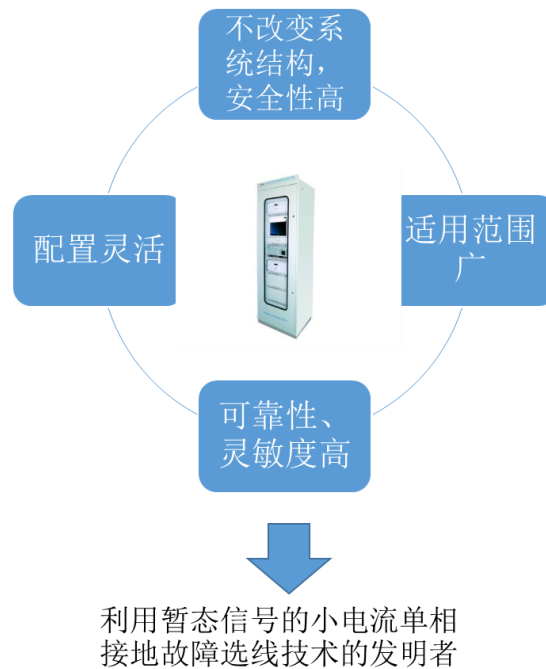 不改变系
统结构，
安全性高
配置灵活
适用范围
广
可靠性、
灵敏度高
利用暂态信号的小电流单相
接地故障选线技术的发明者